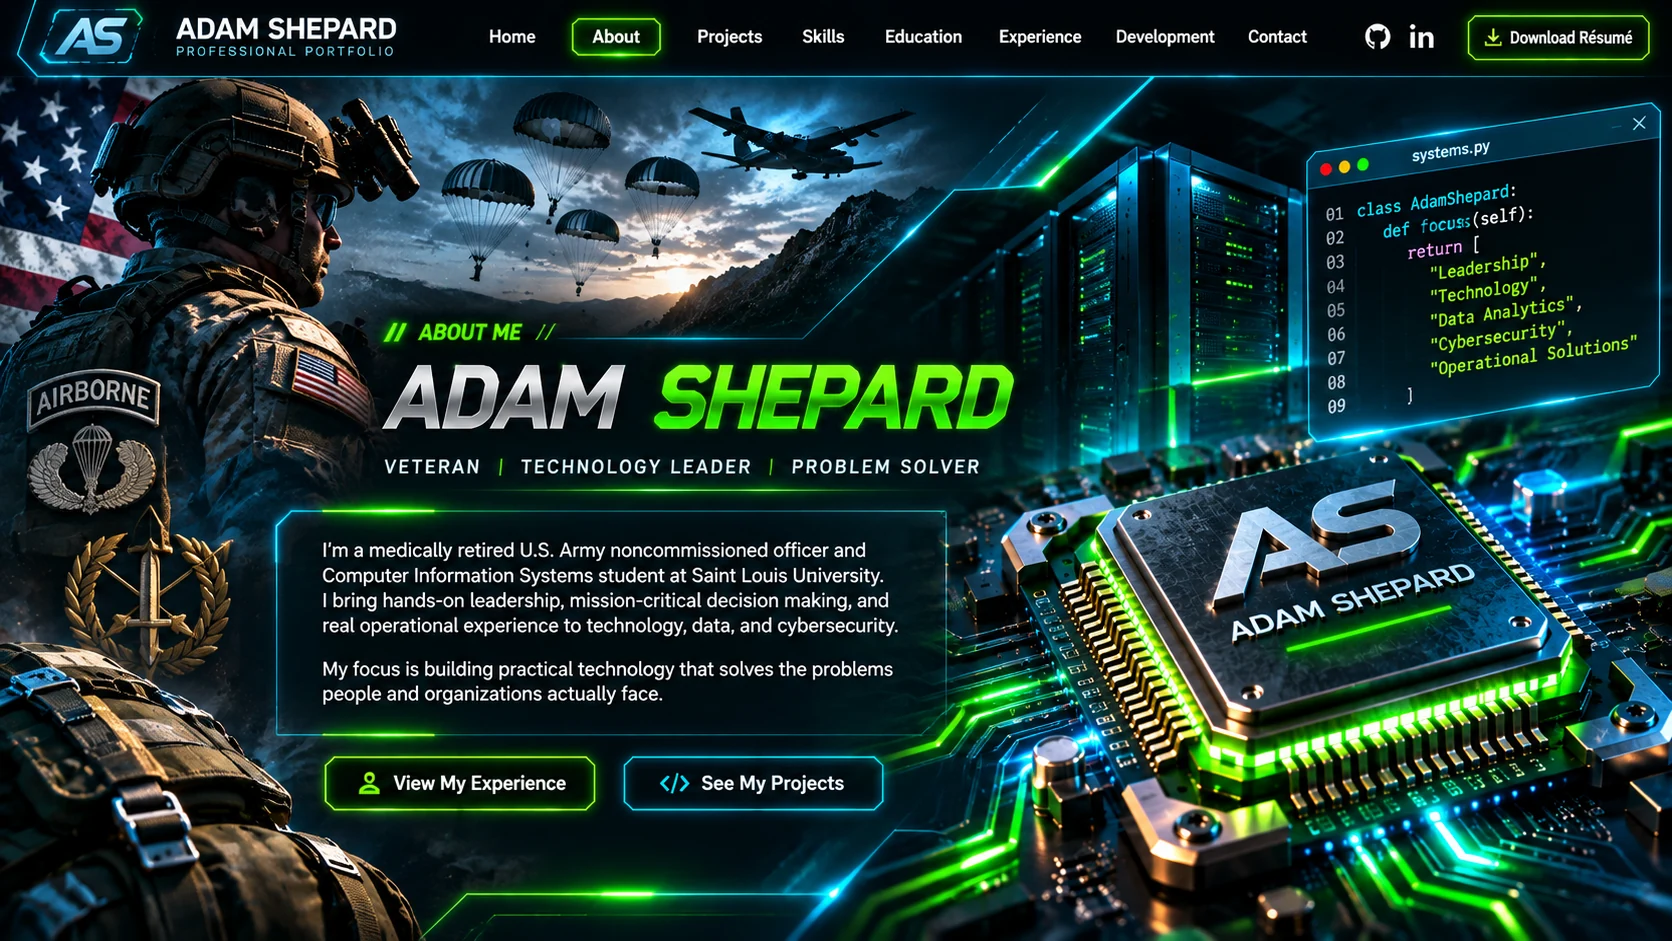 AS
ADAM SHEPARD
PROFESSIONAL PORTFOLIO
Home
About
Projects
Skills
Education
Experience
Development
Contact
in
Download Résumé
systems.py
01 class AdamShepard:
02 def focus(self):
03 return [
04 "Leadership",
05 "Technology",
06 "Data Analytics",
07 "Cybersecurity",
08 "Operational Solutions"
09 ]
// ABOUT ME //
ADAM SHEPARD
VETERAN | TECHNOLOGY LEADER | PROBLEM SOLVER
AIRBORNE
I'm a medically retired U.S. Army noncommissioned officer and
Computer Information Systems student at Saint Louis University.
I bring hands-on leadership, mission-critical decision making, and
real operational experience to technology, data, and cybersecurity.
My focus is building practical technology that solves the problems
people and organizations actually face.
View My Experience
</> See My Projects
AS
ADAM SHEPARD